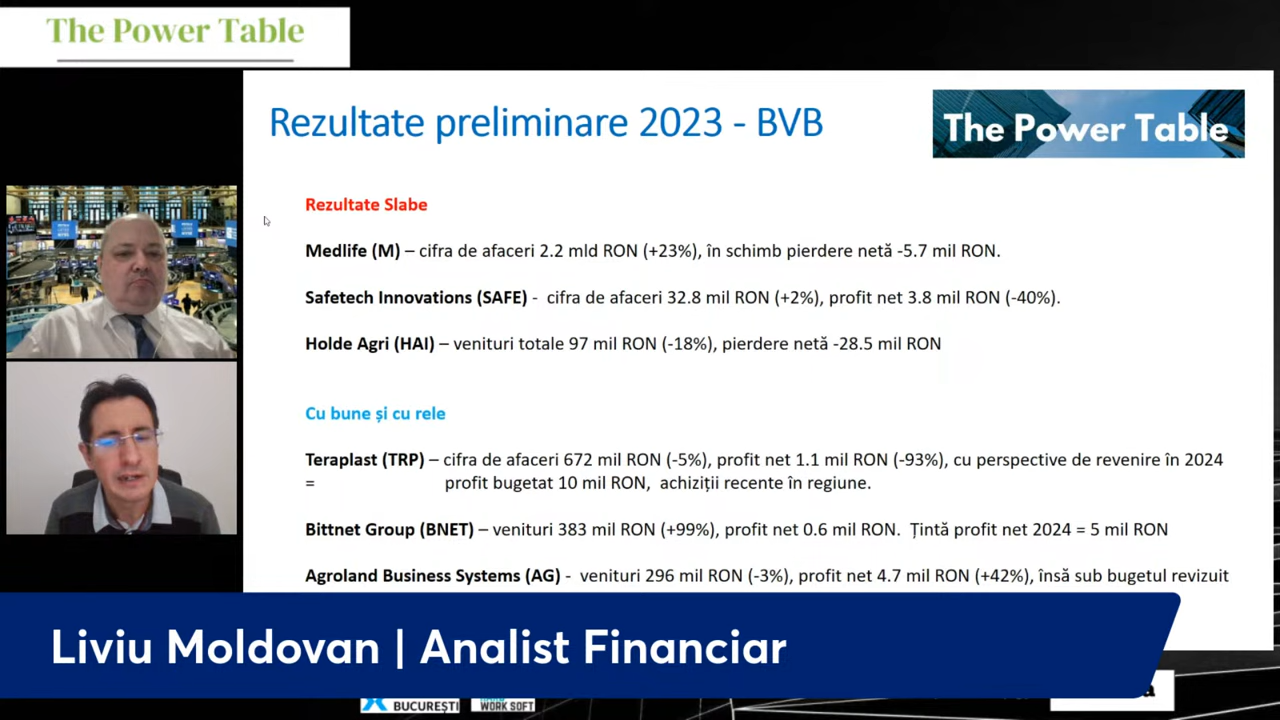 The Power Table
Rezultate preliminare 2023 - BVB
The Power Table
Rezultate Slabe
Medlife (M) – cifra de afaceri 2.2 mld RON (+23%), în schimb pierdere netă -5.7 mil RON.
Safetech Innovations (SAFE) - cifra de afaceri 32.8 mil RON (+2%), profit net 3.8 mil RON (-40%).
Holde Agri (HAI) – venituri totale 97 mil RON (-18%), pierdere netă -28.5 mil RON
Cu bune și cu rele
Teraplast (TRP) – cifra de afaceri 672 mil RON (-5%), profit net 1.1 mil RON (-93%), cu perspective de revenire în 2024
= profit bugetat 10 mil RON, achiziții recente în regiune.
Bittnet Group (BNET) – venituri 383 mil RON (+99%), profit net 0.6 mil RON. Țintă profit net 2024 = 5 mil RON
Agroland Business Systems (AG) - venituri 296 mil RON (-3%), profit net 4.7 mil RON (+42%), însă sub bugetul revizuit
Liviu Moldovan | Analist Financiar
BUCUREȘTI
WORK SOFT